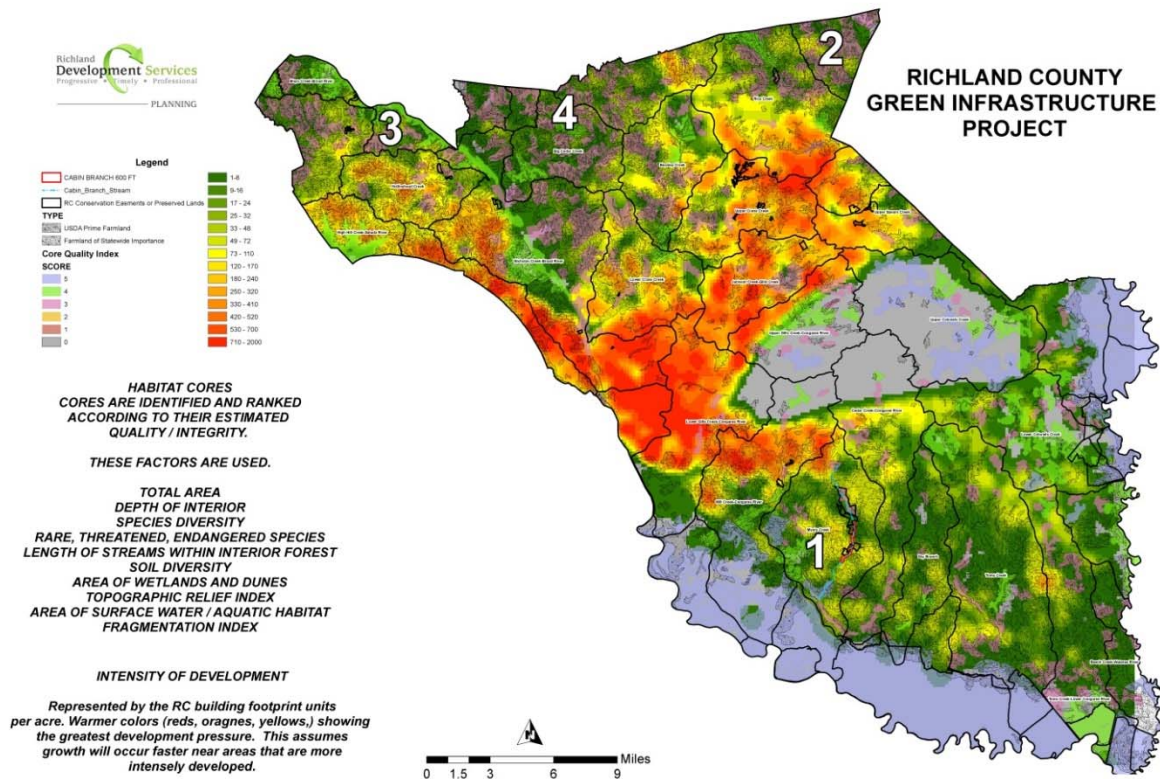 Richland
Development Services
Progressive • Timely • Professional
PLANNING
RICHLAND COUNTY
GREEN INFRASTRUCTURE
PROJECT
Legend
CABIN BRANCH 600 FT
Cabin_Branch_Stream
RC Conservation Easements or Preserved Lands
TYPE
USDA Prime Farmland
Farmland of Statewide Importance
Core Quality Index
SCORE
5
4
3
2
1
0
1-8
9-16
17 - 24
25 - 32
33 - 48
49 - 72
73 - 110
120 - 170
180 - 240
250 - 320
330 - 410
420 - 520
530 - 700
710 - 2000
HABITAT CORES
CORES ARE IDENTIFIED AND RANKED
ACCORDING TO THEIR ESTIMATED
QUALITY / INTEGRITY.
THESE FACTORS ARE USED.
TOTAL AREA
DEPTH OF INTERIOR
SPECIES DIVERSITY
RARE, THREATENED, ENDANGERED SPECIES
LENGTH OF STREAMS WITHIN INTERIOR FOREST
SOIL DIVERSITY
AREA OF WETLANDS AND DUNES
TOPOGRAPHIC RELIEF INDEX
AREA OF SURFACE WATER / AQUATIC HABITAT
FRAGMENTATION INDEX
INTENSITY OF DEVELOPMENT
Represented by the RC building footprint units
per acre. Warmer colors (reds, oragnes, yellows,) showing
the greatest development pressure. This assumes
growth will occur faster near areas that are more
intensely developed.
2
3
4
1
N
Miles
0 1.5 3 6 9